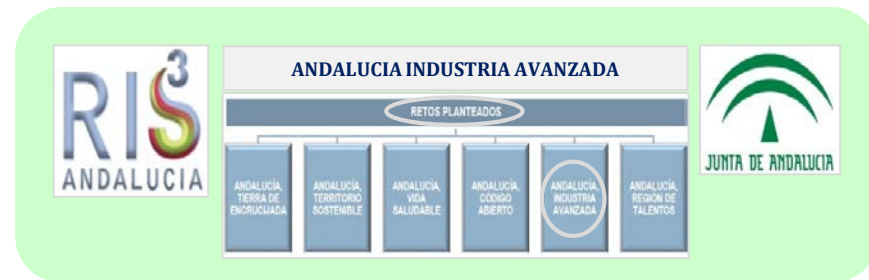 RIS3
ANDALUCIA
ANDALUCIA INDUSTRIA AVANZADA
RETOS PLANTEADOS
ANDALUCÍA,
TIERRA DE
ENCRUCIJADA
ANDALUCÍA,
TERRITORIO
SOSTENIBLE
ANDALUCÍA,
VIDA
SALUDABLE
ANDALUCÍA,
CÓDIGO
ABIERTO
ANDALUCÍA,
INDUSTRIA
AVANZADA
ANDALUCÍA,
REGIÓN DE
TALENTOS
JUNTA DE ANDALUCIA